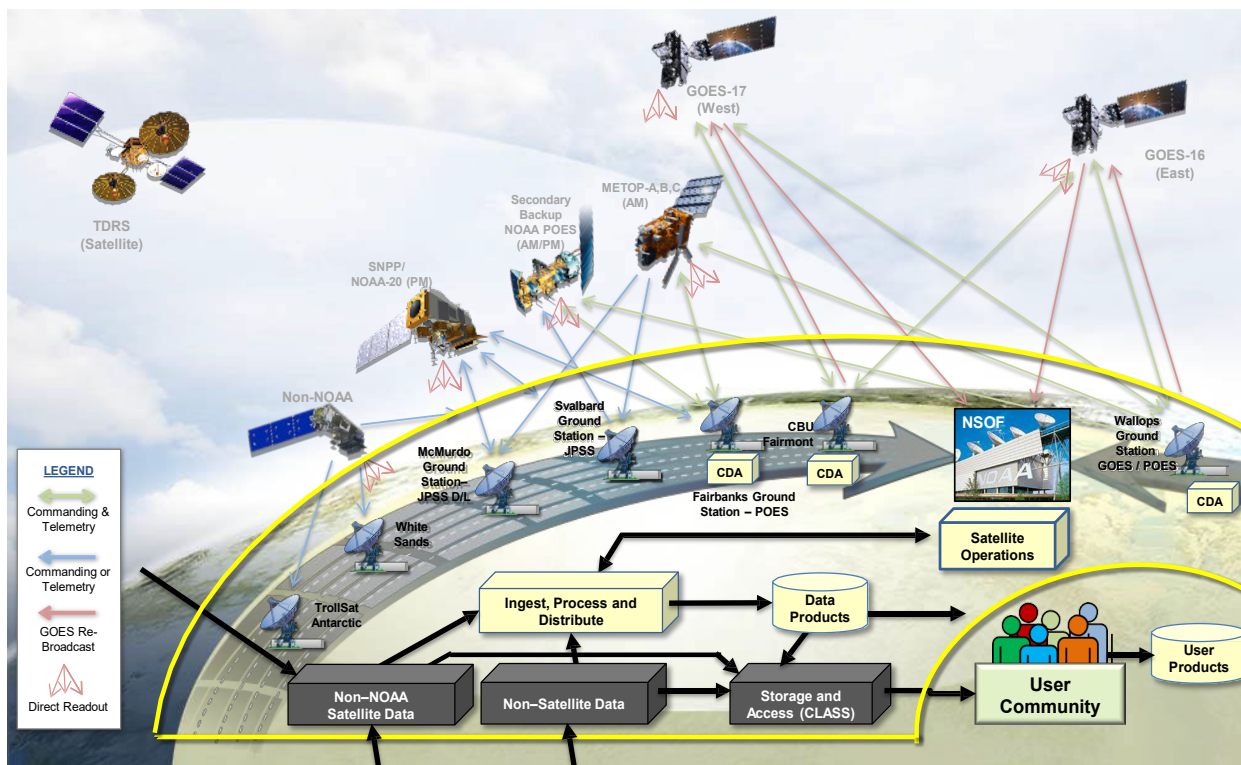 GOES-17
(West)
GOES-16
(East)
TDRS
(Satellite)
METOP-A,B,C
(AM)
Secondary
Backup
NOAA POES
(AM/PM)
SNPP/
NOAA-20 (PM)
Non-NOAA
LEGEND
Commanding &
Telemetry
Commanding or
Telemetry
GOES Re-
Broadcast
Direct Readout
Svalbard
Ground
Station –
JPSS
McMurdo
Ground
Station–
JPSS D/L
White
Sands
TrollSat
Antarctic
CDA
Fairbanks Ground
Station – POES
CBU
Fairmont
CDA
NSOF
NOAA
Wallops
Ground
Station
GOES / POES
CDA
Satellite
Operations
Ingest, Process and
Distribute
Data
Products
User
Products
Non–NOAA
Satellite Data
Non–Satellite Data
Storage and
Access (CLASS)
User
Community